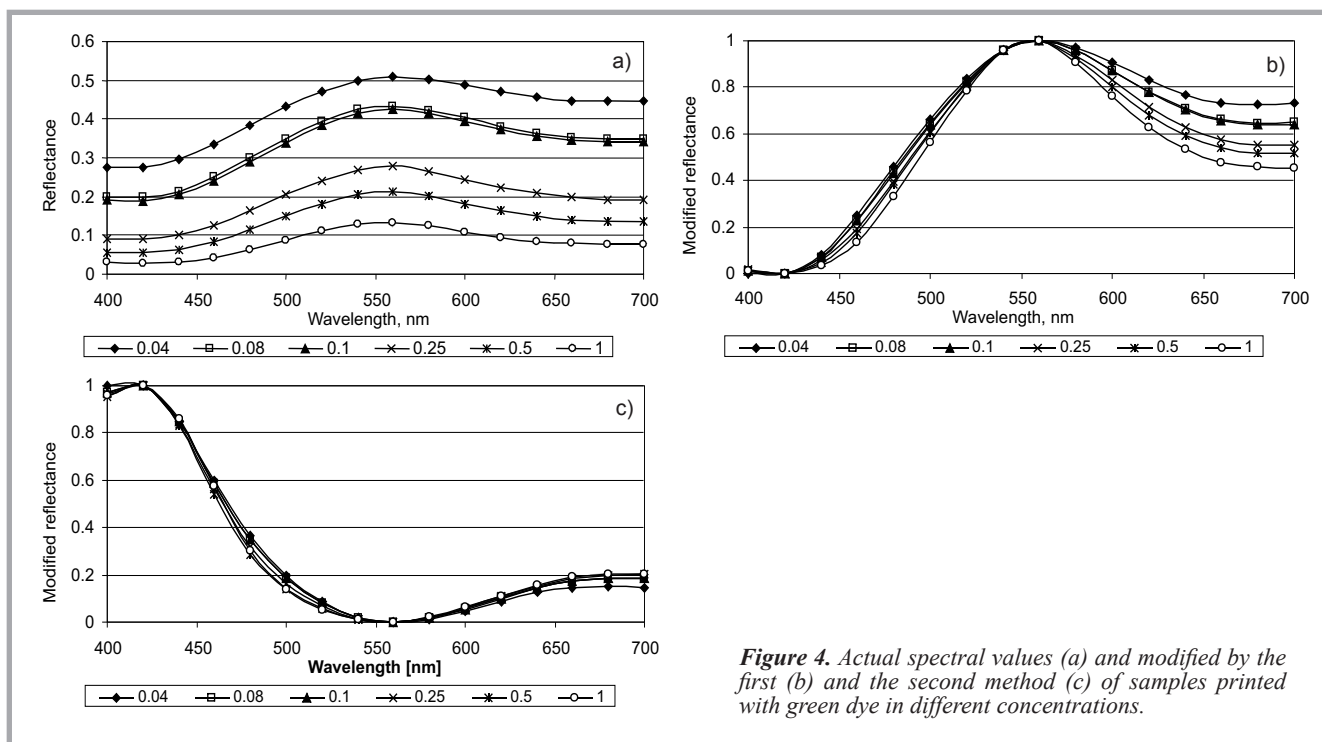 a)
Reflectance
0.6
0.5
0.4
0.3
0.2
0.1
0
400 450 500 550 600 650 700
Wavelength, nm
0.04 0.08 0.1 0.25 0.5 1
b)
Modified reflectance
1
0.8
0.6
0.4
0.2
0
400 450 500 550 600 650 700
Wavelength, nm
0.04 0.08 0.1 0.25 0.5 1
c)
Modified reflectance
1
0.8
0.6
0.4
0.2
0
400 450 500 550 600 650 700
Wavelength [nm]
0.04 0.08 0.1 0.25 0.5 1
Figure 4. Actual spectral values (a) and modified by the
first (b) and the second method (c) of samples printed
with green dye in different concentrations.